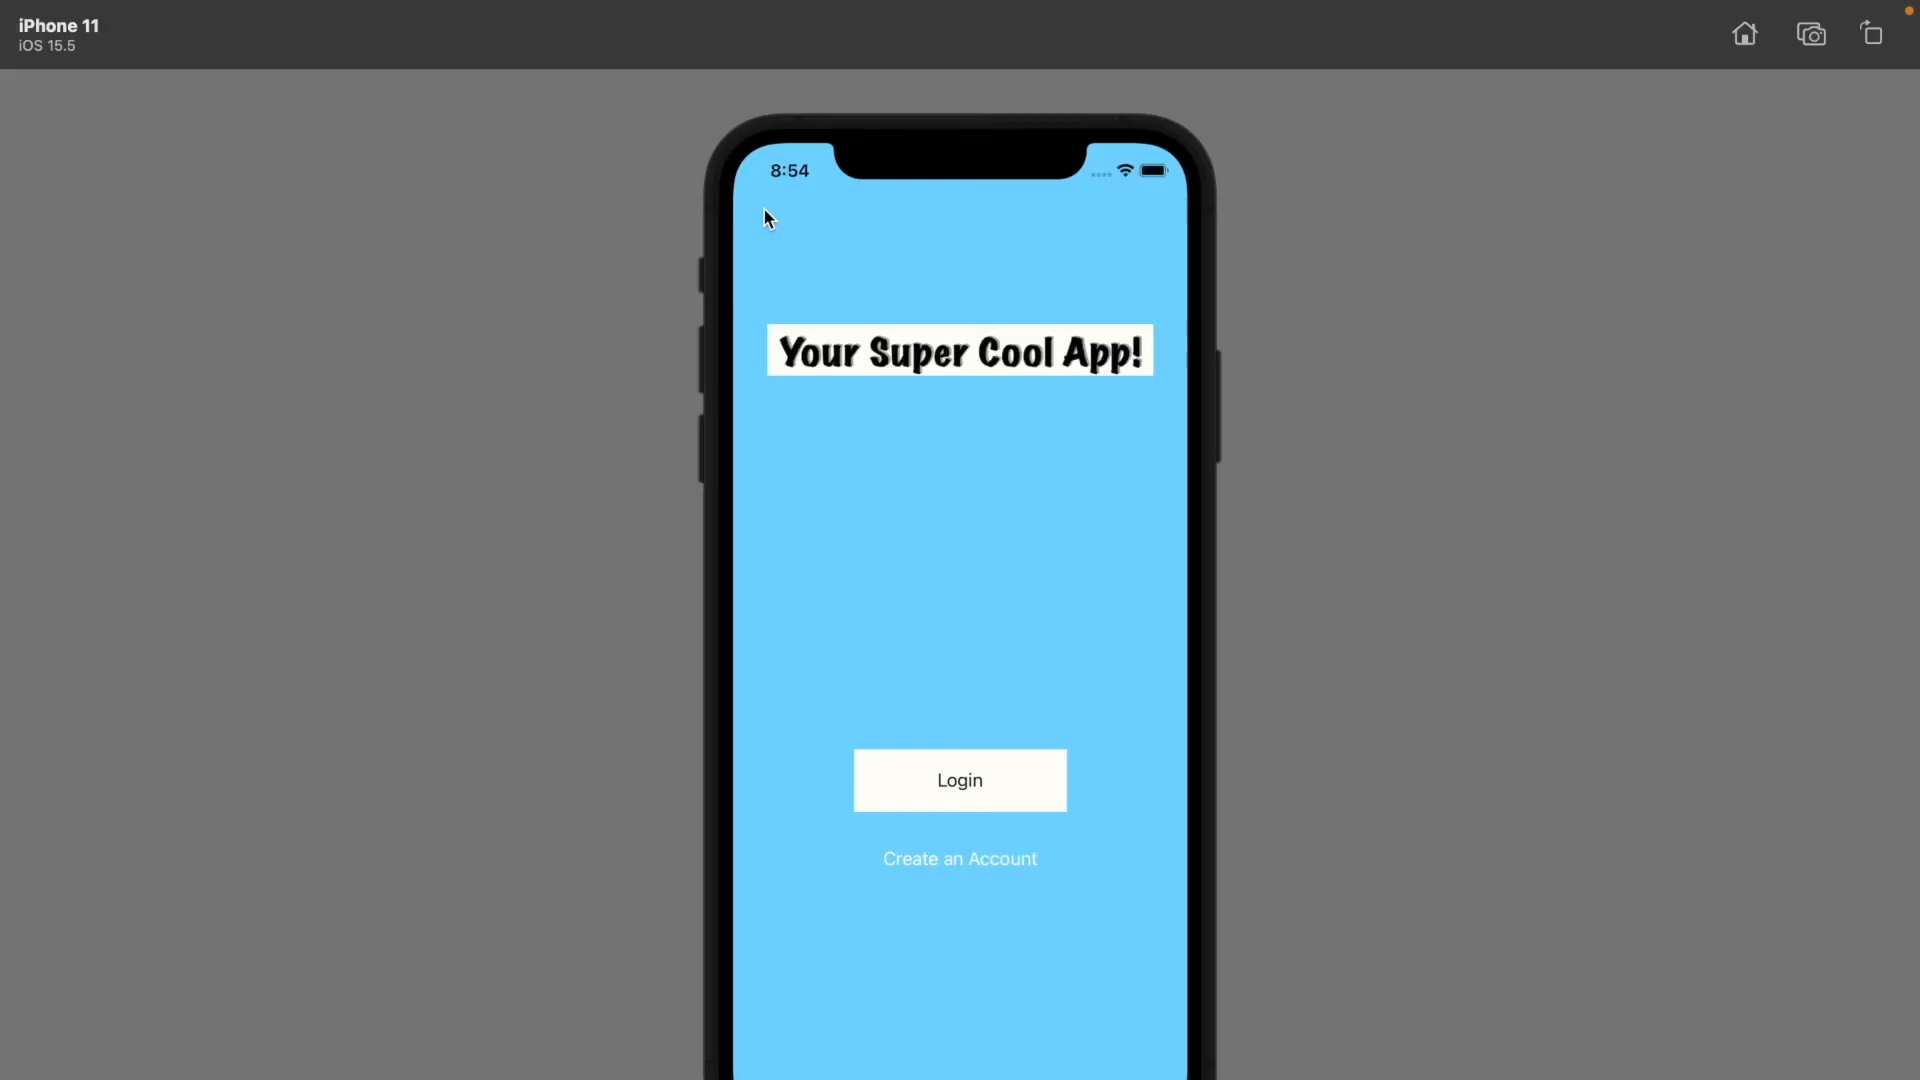 iPhone 11
iOS 15.5
8:54
Your Super Cool App!
Login
Create an Account